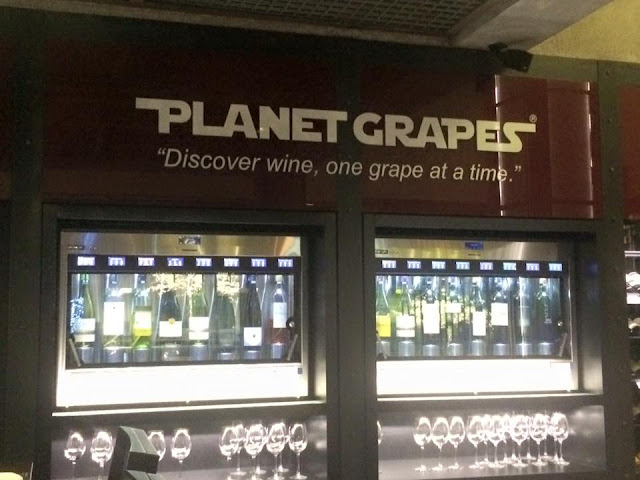 PLANET GRAPES®
“Discover wine, one grape at a time.”